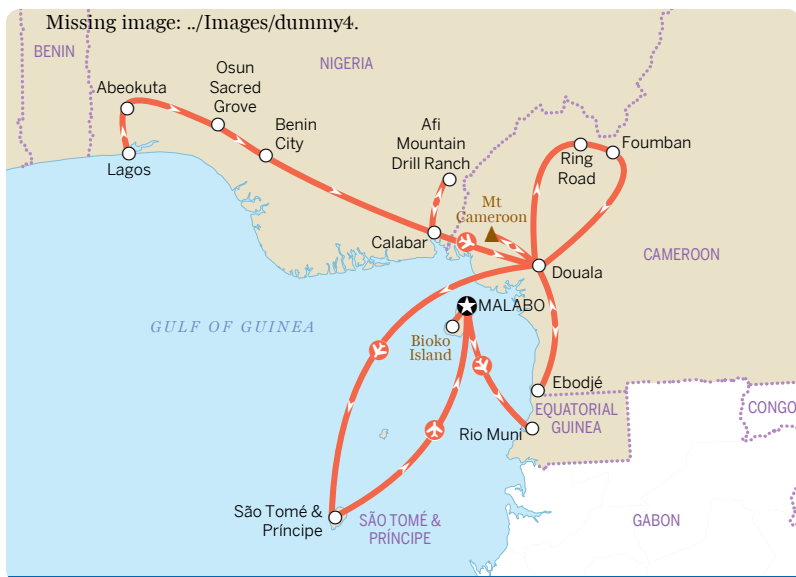 Missing image: ../Images/dummy4.
BENIN
NIGERIA
Abeokuta
Osun
Sacred
Grove
Benin
City
Lagos
Afi
Mountain
Drill Ranch
Ring
Road
Foumban
Mt
Cameroon
Calabar
CAMEROON
Douala
MALABO
GULF OF GUINEA
Bioko
Island
Ebodjé
EQUATORIAL
GUINEA
CONGO
Rio Muni
São Tomé &
Príncipe
SÃO TOMÉ &
PRÍNCIPE
GABON